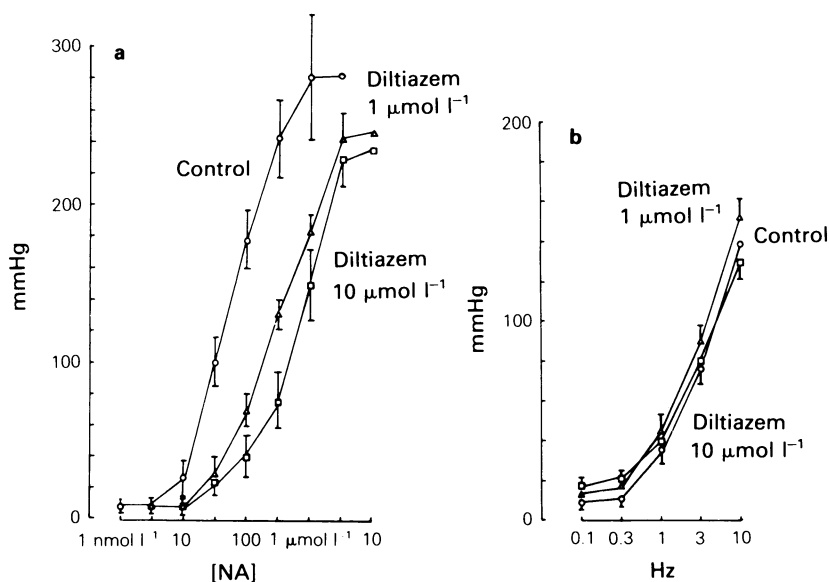 a
300
200
100
0
mmHg
Control
Diltiazem
1 μmol l⁻¹
Diltiazem
10 μmol l⁻¹
1 nmol l⁻¹ 10 100 1 μmol l⁻¹ 10
[NA]
b
200
100
0
mmHg
Diltiazem
1 μmol l⁻¹
Control
Diltiazem
10 μmol l⁻¹
0.1 0.3 1 3 10
Hz